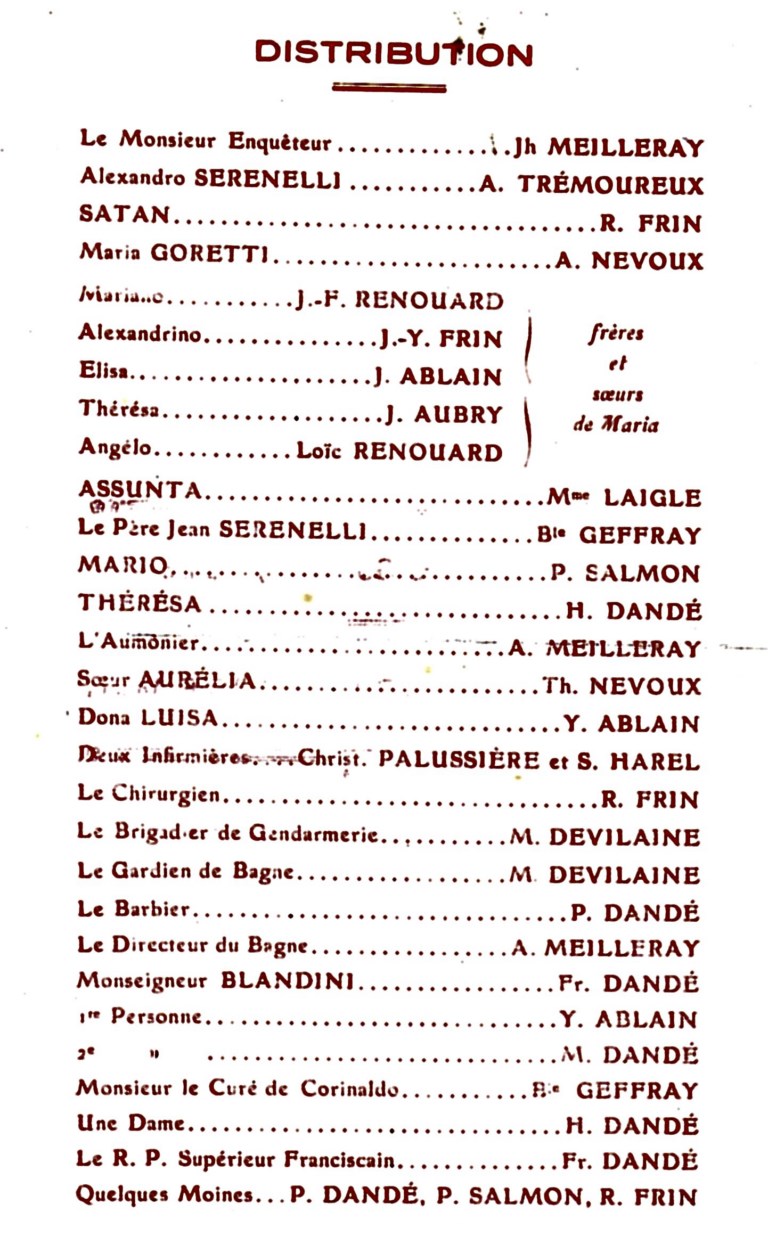 DISTRIBUTION
Le Monsieur Enquêteur..............Jh MEILLERAY
Alexandro SERENELLI...........A. TRÉMOUREUX
SATAN......................................R. FRIN
Maria GORETTI.........................A. NEVOUX
Mariano...........J.-F. RENOUARD
Alexandrino...............J.-Y. FRIN
Elisa.....................J. ABLAIN
Thérésa...................J. AUBRY
Angélo............Loïc RENOUARD
frères
et
sœurs
de Maria
ASSUNTA..............................Mme LAIGLE
Le Père Jean SERENELLI..............Bte GEFFRAY
MARIO..................................P. SALMON
THÉRÉSA................................H. DANDÉ
L'Aumônier...........................A. MEILLERAY
Sœur AURÉLIA.........................Th. NEVOUX
Dona LUISA..............................Y. ABLAIN
Deux Infirmières......Christ. PALUSSIÈRE et S. HAREL
Le Chirurgien..................................R. FRIN
Le Brigadier de Gendarmerie...........M. DEVILAINE
Le Gardien de Bagne...................M. DEVILAINE
Le Barbier..................................P. DANDÉ
Le Directeur du Bagne..................A. MEILLERAY
Monseigneur BLANDINI..................Fr. DANDÉ
1re Personne................................Y. ABLAIN
2e " ................................M. DANDÉ
Monsieur le Curé de Corinaldo...........Bte GEFFRAY
Une Dame..................................H. DANDÉ
Le R. P. Supérieur Franciscain..............Fr. DANDÉ
Quelques Moines...P. DANDÉ, P. SALMON, R. FRIN